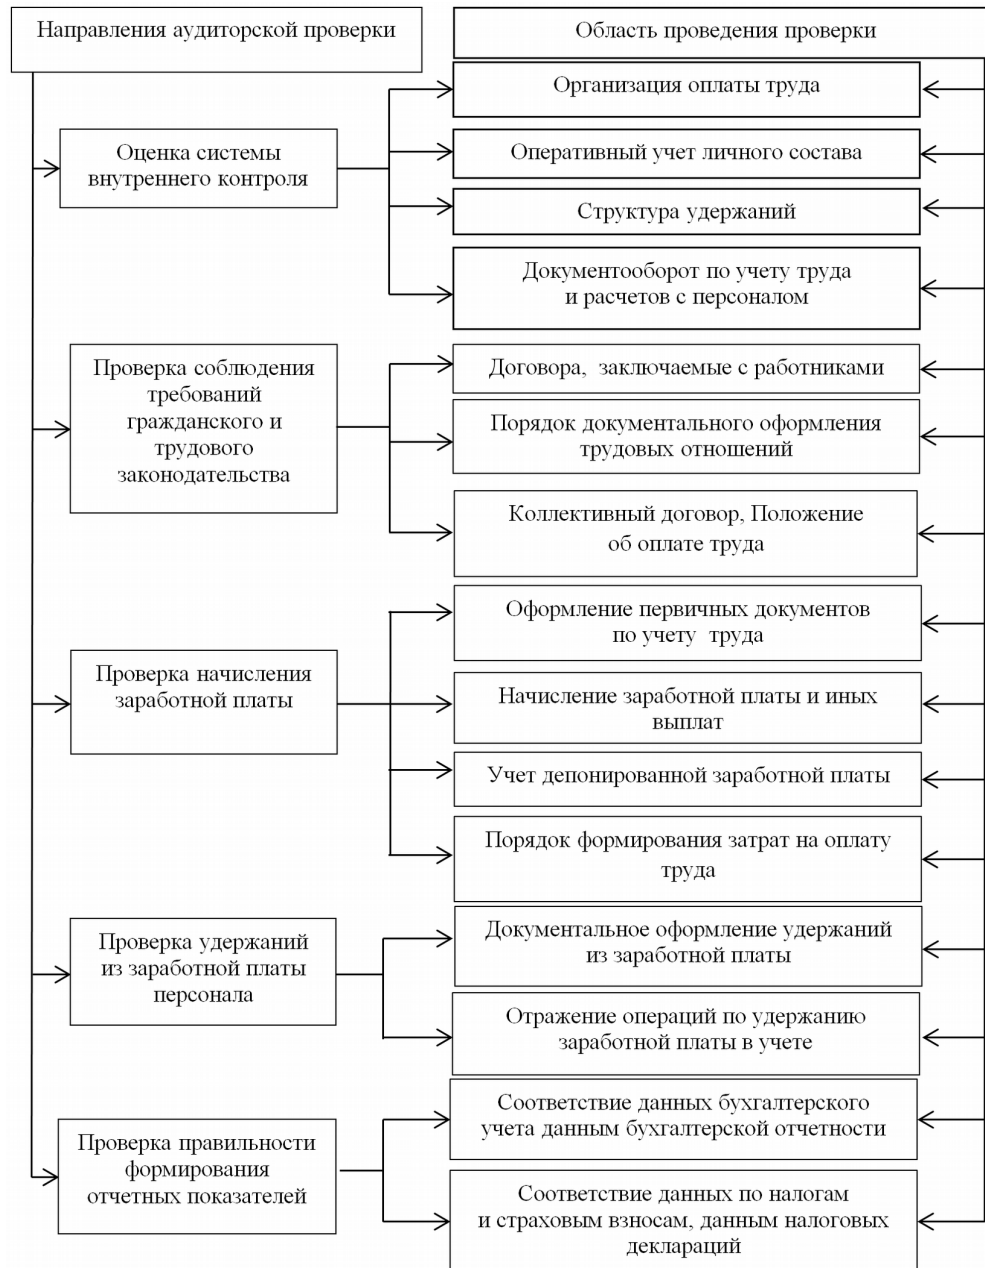 Направления аудиторской проверки
Область проведения проверки
Оценка системы
внутреннего контроля
Организация оплаты труда
Оперативный учет личного состава
Структура удержаний
Документооборот по учету труда
и расчетов с персоналом
Проверка соблюдения
требований
гражданского и
трудового
законодательства
Договора, заключаемые с работниками
Порядок документального оформления
трудовых отношений
Коллективный договор, Положение
об оплате труда
Проверка начисления
заработной платы
Оформление первичных документов
по учету труда
Начисление заработной платы и иных
выплат
Учет депонированной заработной платы
Порядок формирования затрат на оплату
труда
Проверка удержаний
из заработной платы
персонала
Документальное оформление удержаний
из заработной платы
Отражение операций по удержанию
заработной платы в учете
Проверка правильности
формирования
отчетных показателей
Соответствие данных бухгалтерского
учета данным бухгалтерской отчетности
Соответствие данных по налогам
и страховым взносам, данным налоговых
деклараций